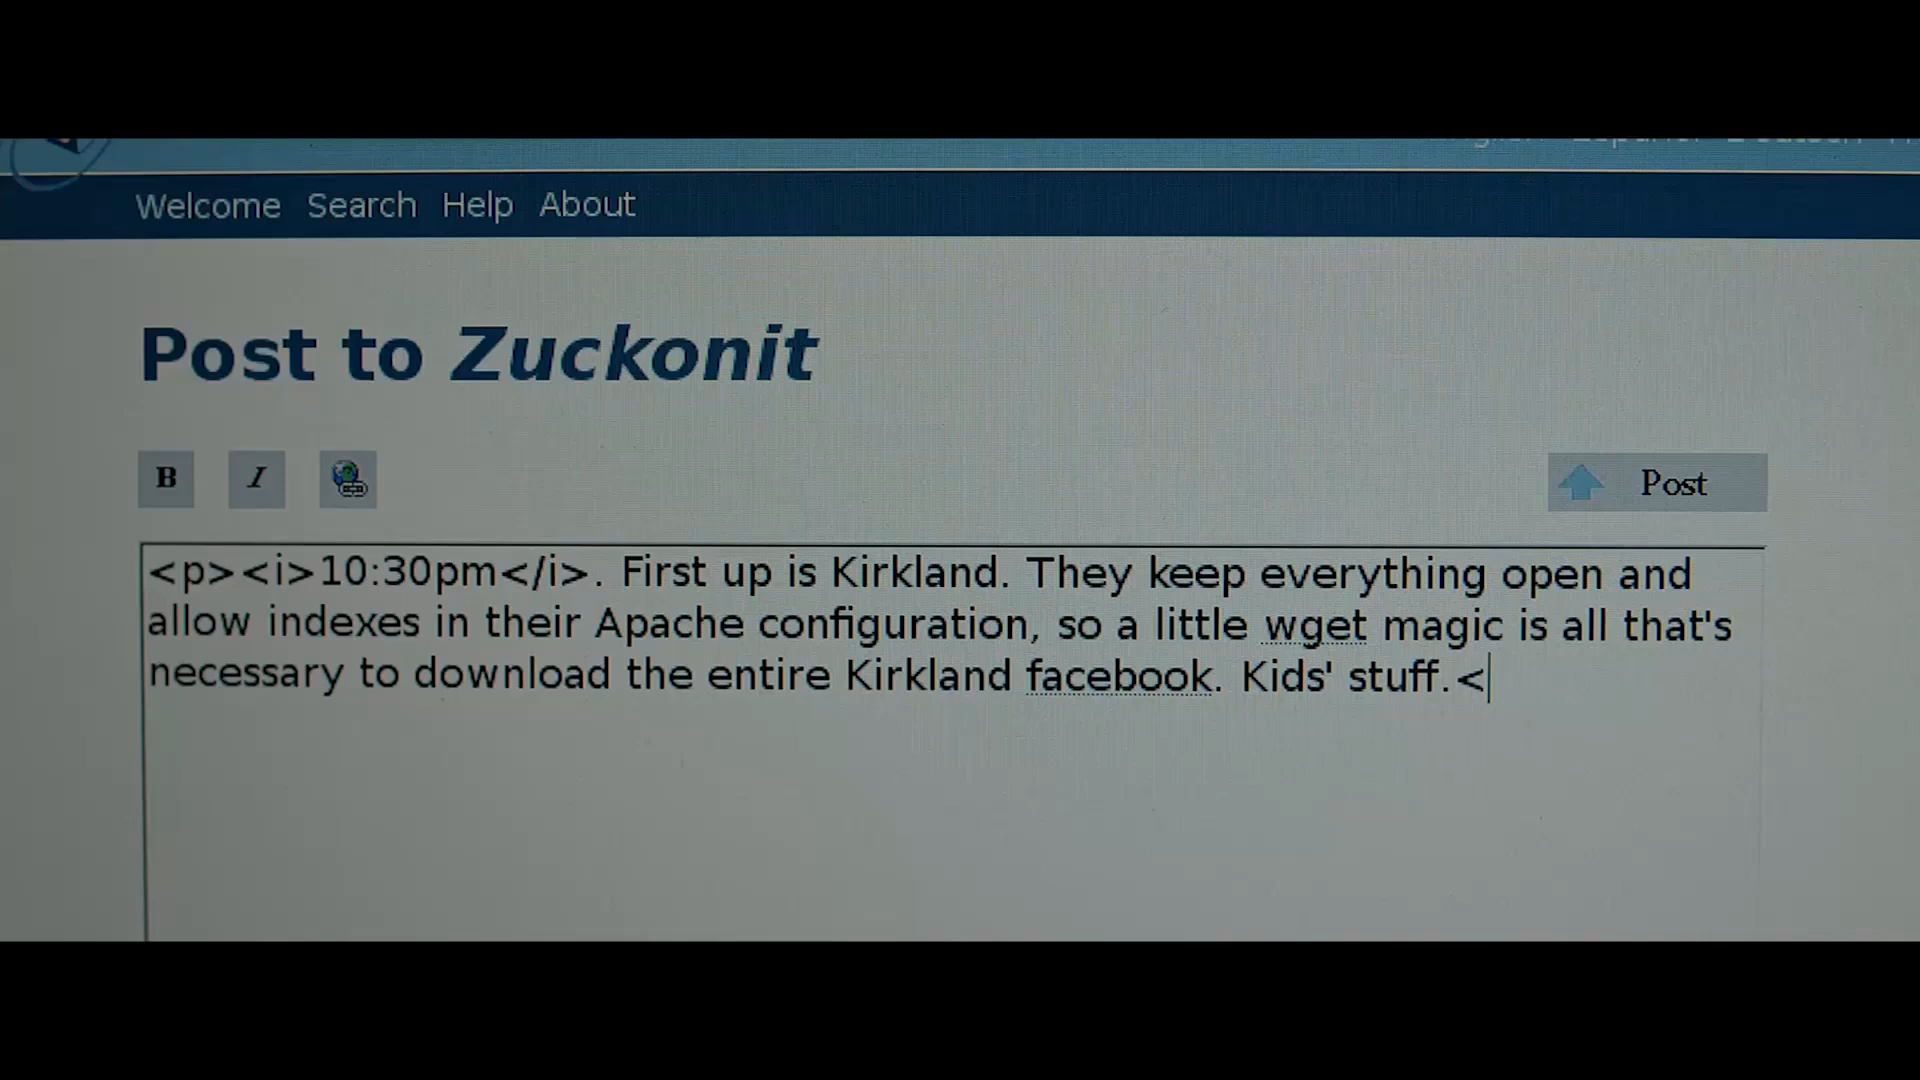 Welcome Search Help About
Post to Zuckonit
B I
Post
<p><i>10:30pm</i>. First up is Kirkland. They keep everything open and
allow indexes in their Apache configuration, so a little wget magic is all that's
necessary to download the entire Kirkland facebook. Kids' stuff.<